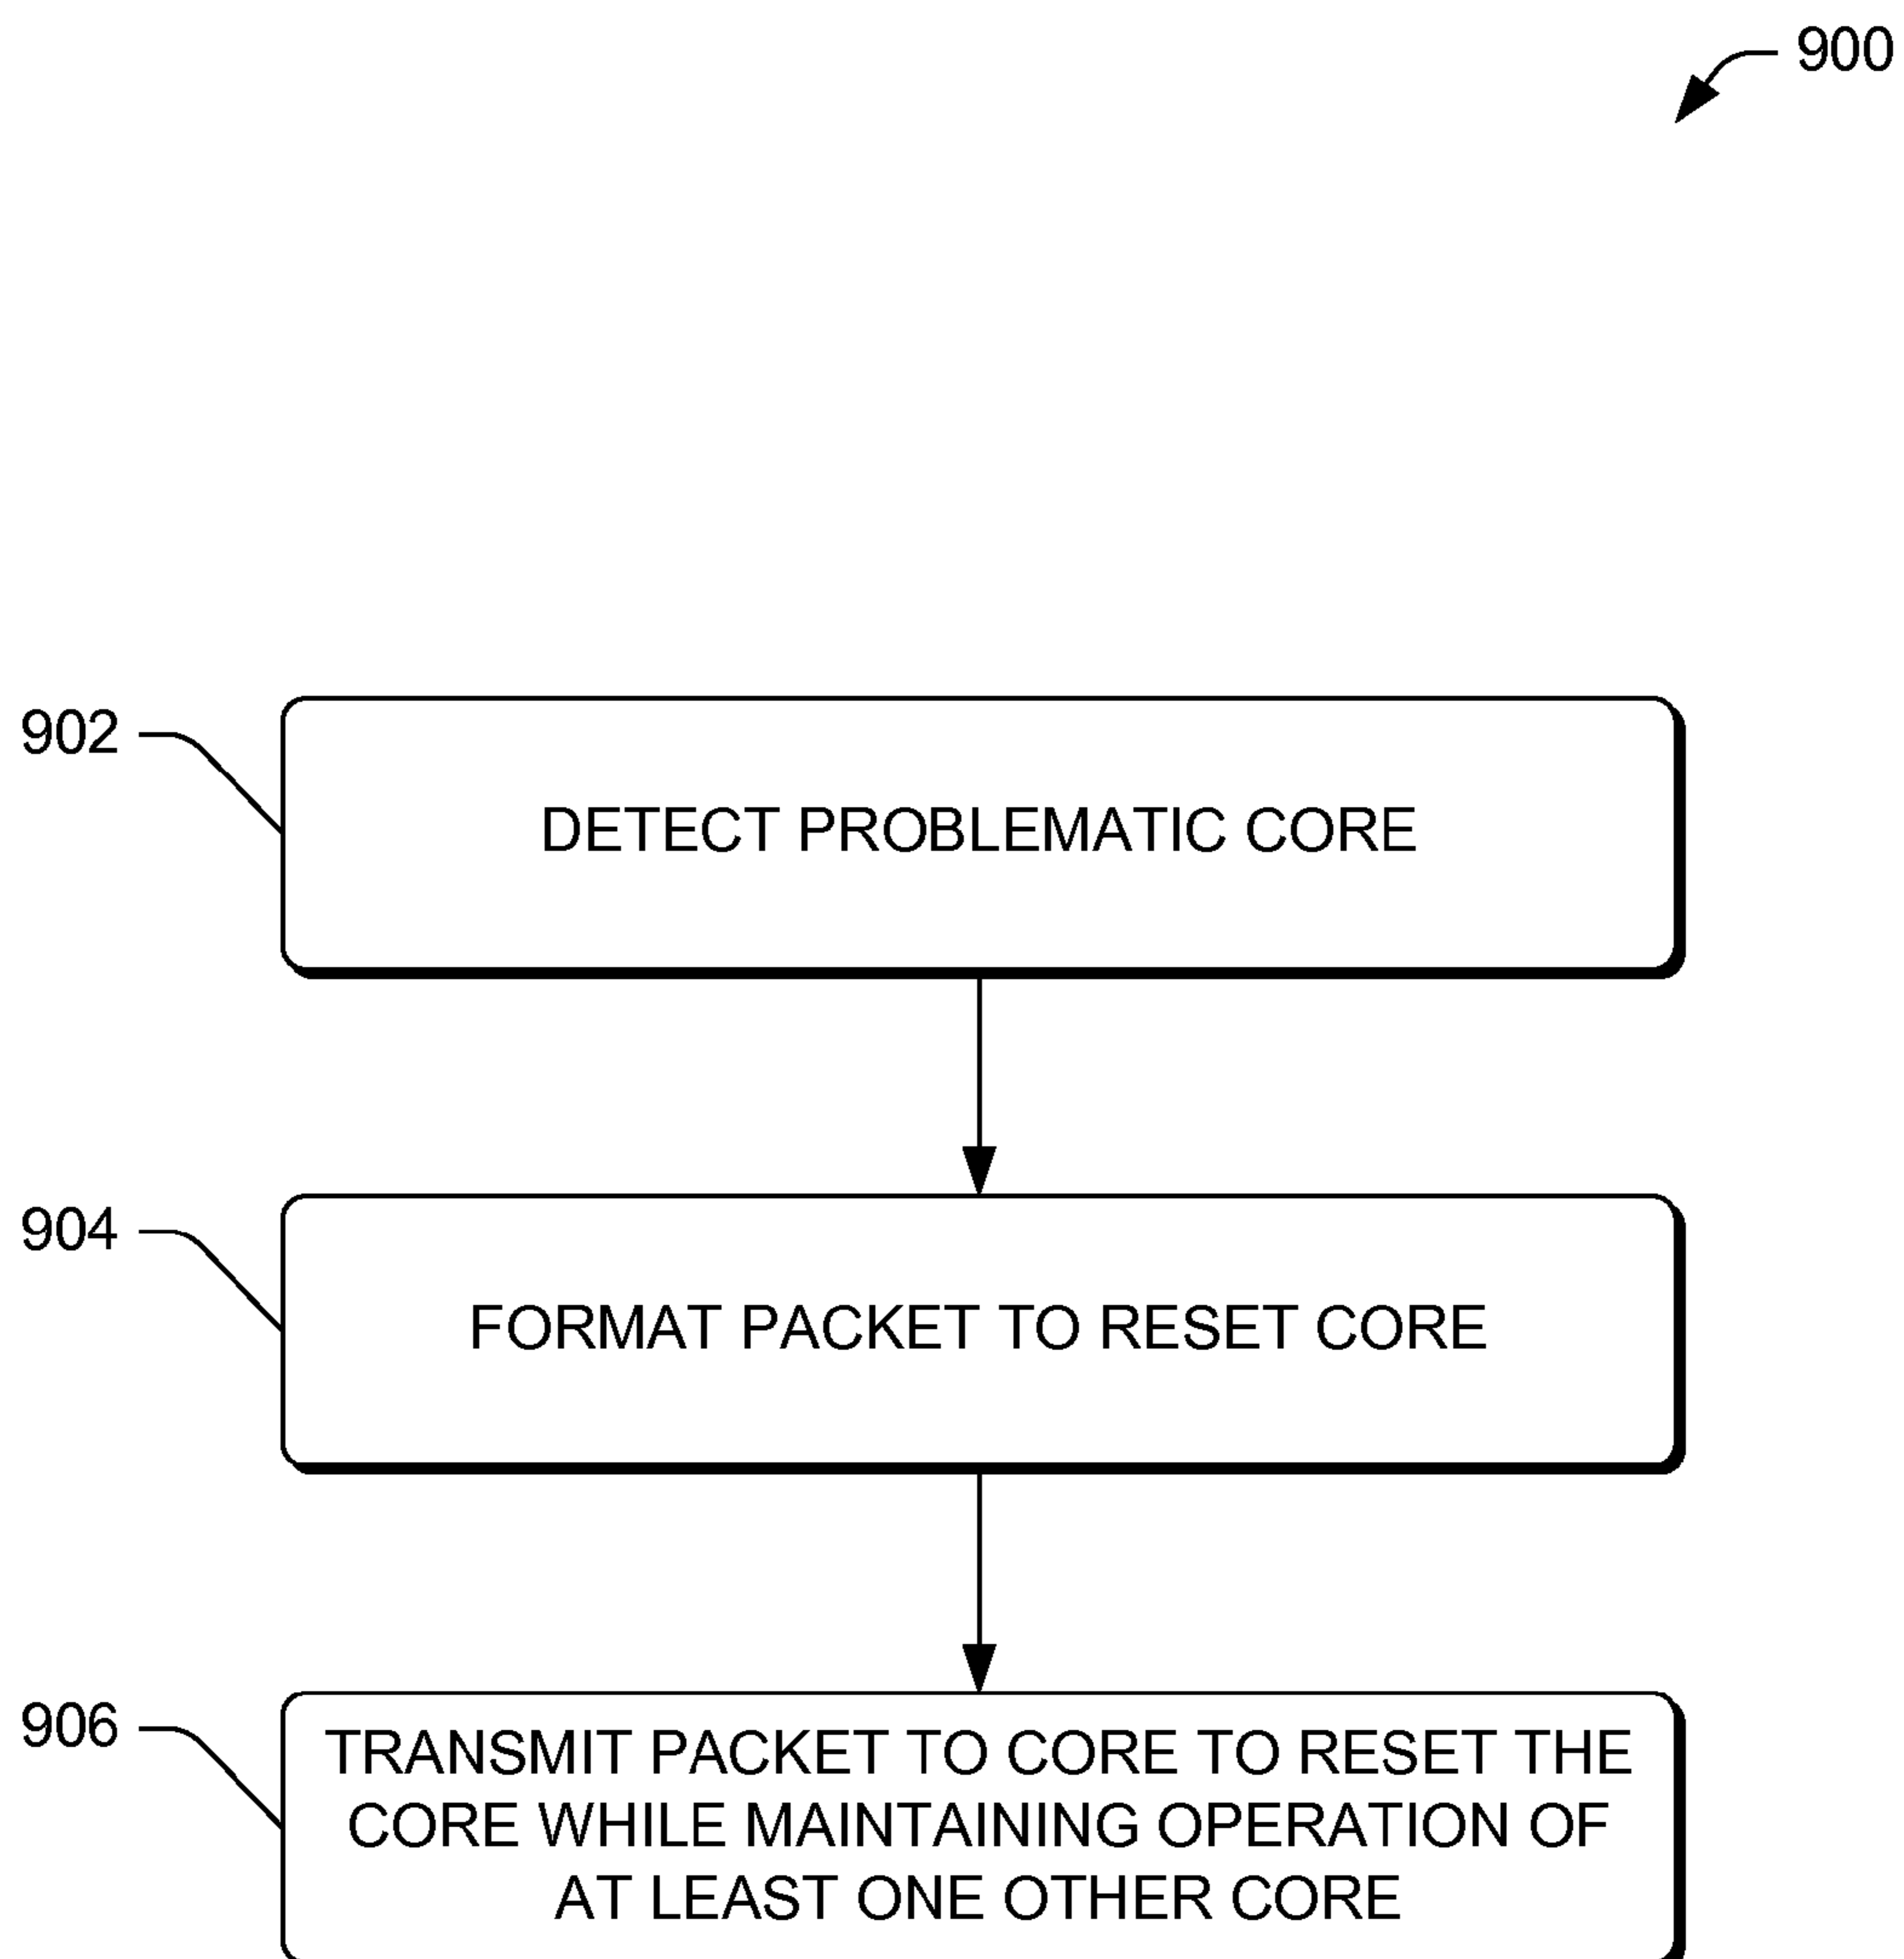 900
902
DETECT PROBLEMATIC CORE
904
FORMAT PACKET TO RESET CORE
906
TRANSMIT PACKET TO CORE TO RESET THE
CORE WHILE MAINTAINING OPERATION OF
AT LEAST ONE OTHER CORE